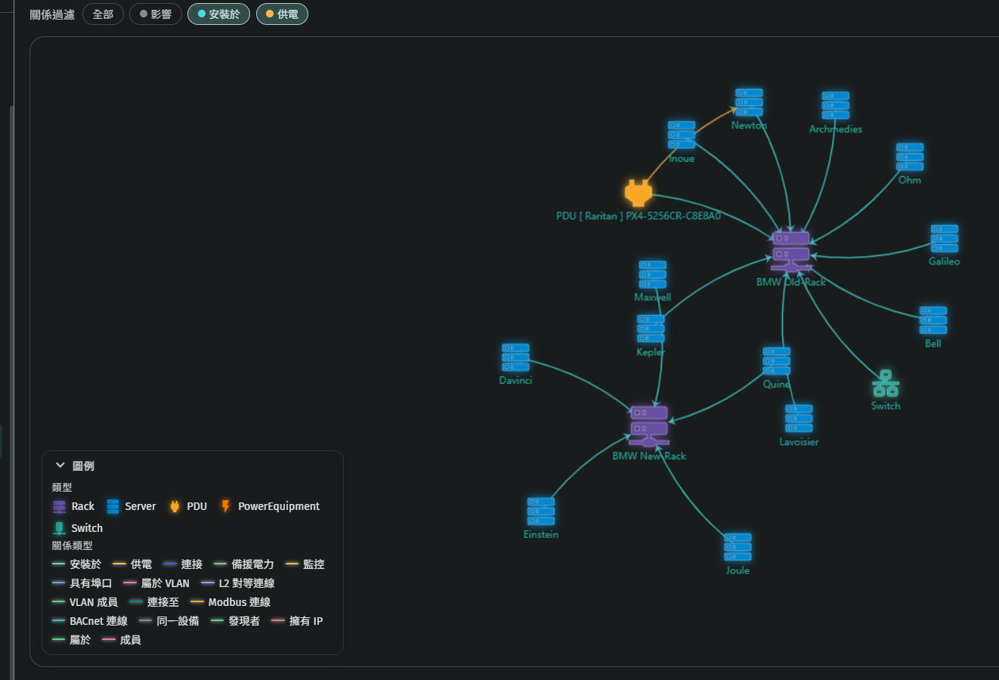 關係過濾 全部 影響 安裝於 供電
Newton
Archmedies
Inoue
Ohm
PDU [ Raritan ] PX4-5256CR-C8E8A0
Galileo
BMW Old-Rack
Maxwell
Bell
Kepler
Davinci
Quine
Switch
Lavoisier
BMW New-Rack
Einstein
Joule
圖例
類型
Rack Server PDU PowerEquipment
Switch
關係類型
安裝於 供電 連接 備援電力 監控
具有埠口 屬於 VLAN L2 對等連線
VLAN 成員 連接至 Modbus 連線
BACnet 連線 同一設備 發現者 擁有 IP
屬於 成員